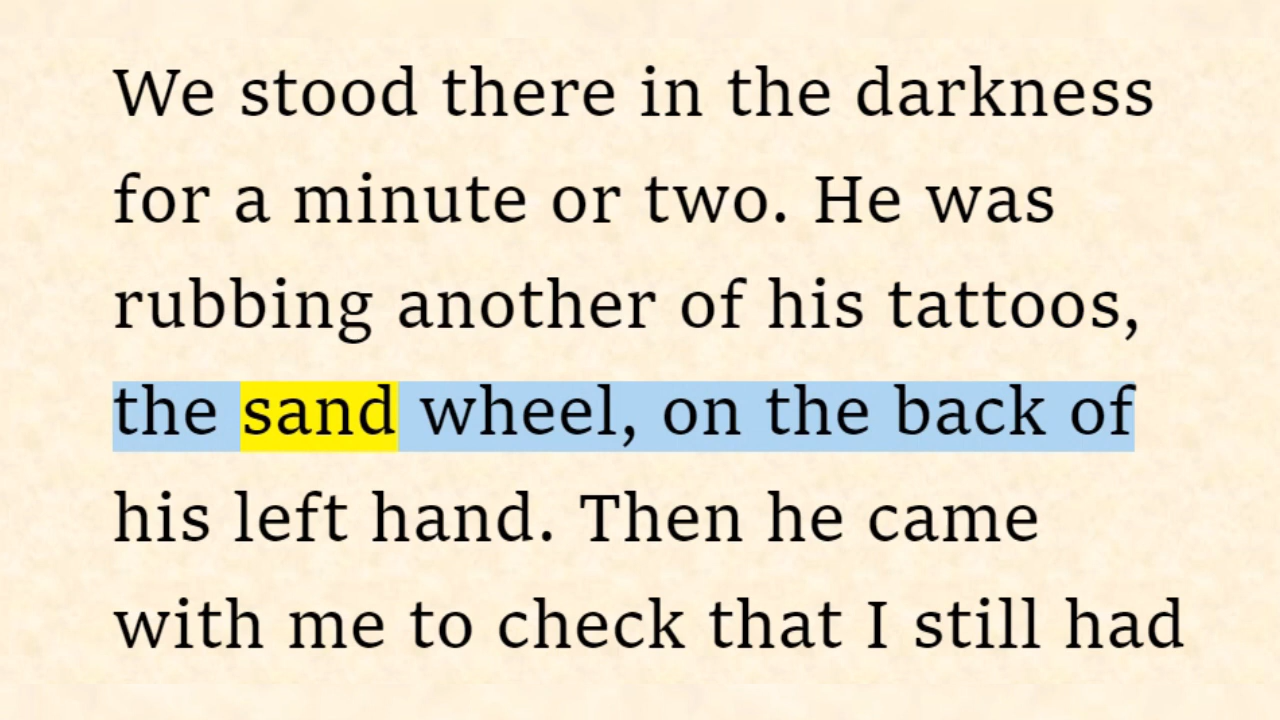 We stood there in the darkness
for a minute or two. He was
rubbing another of his tattoos,
the sand wheel, on the back of
his left hand. Then he came
with me to check that I still had